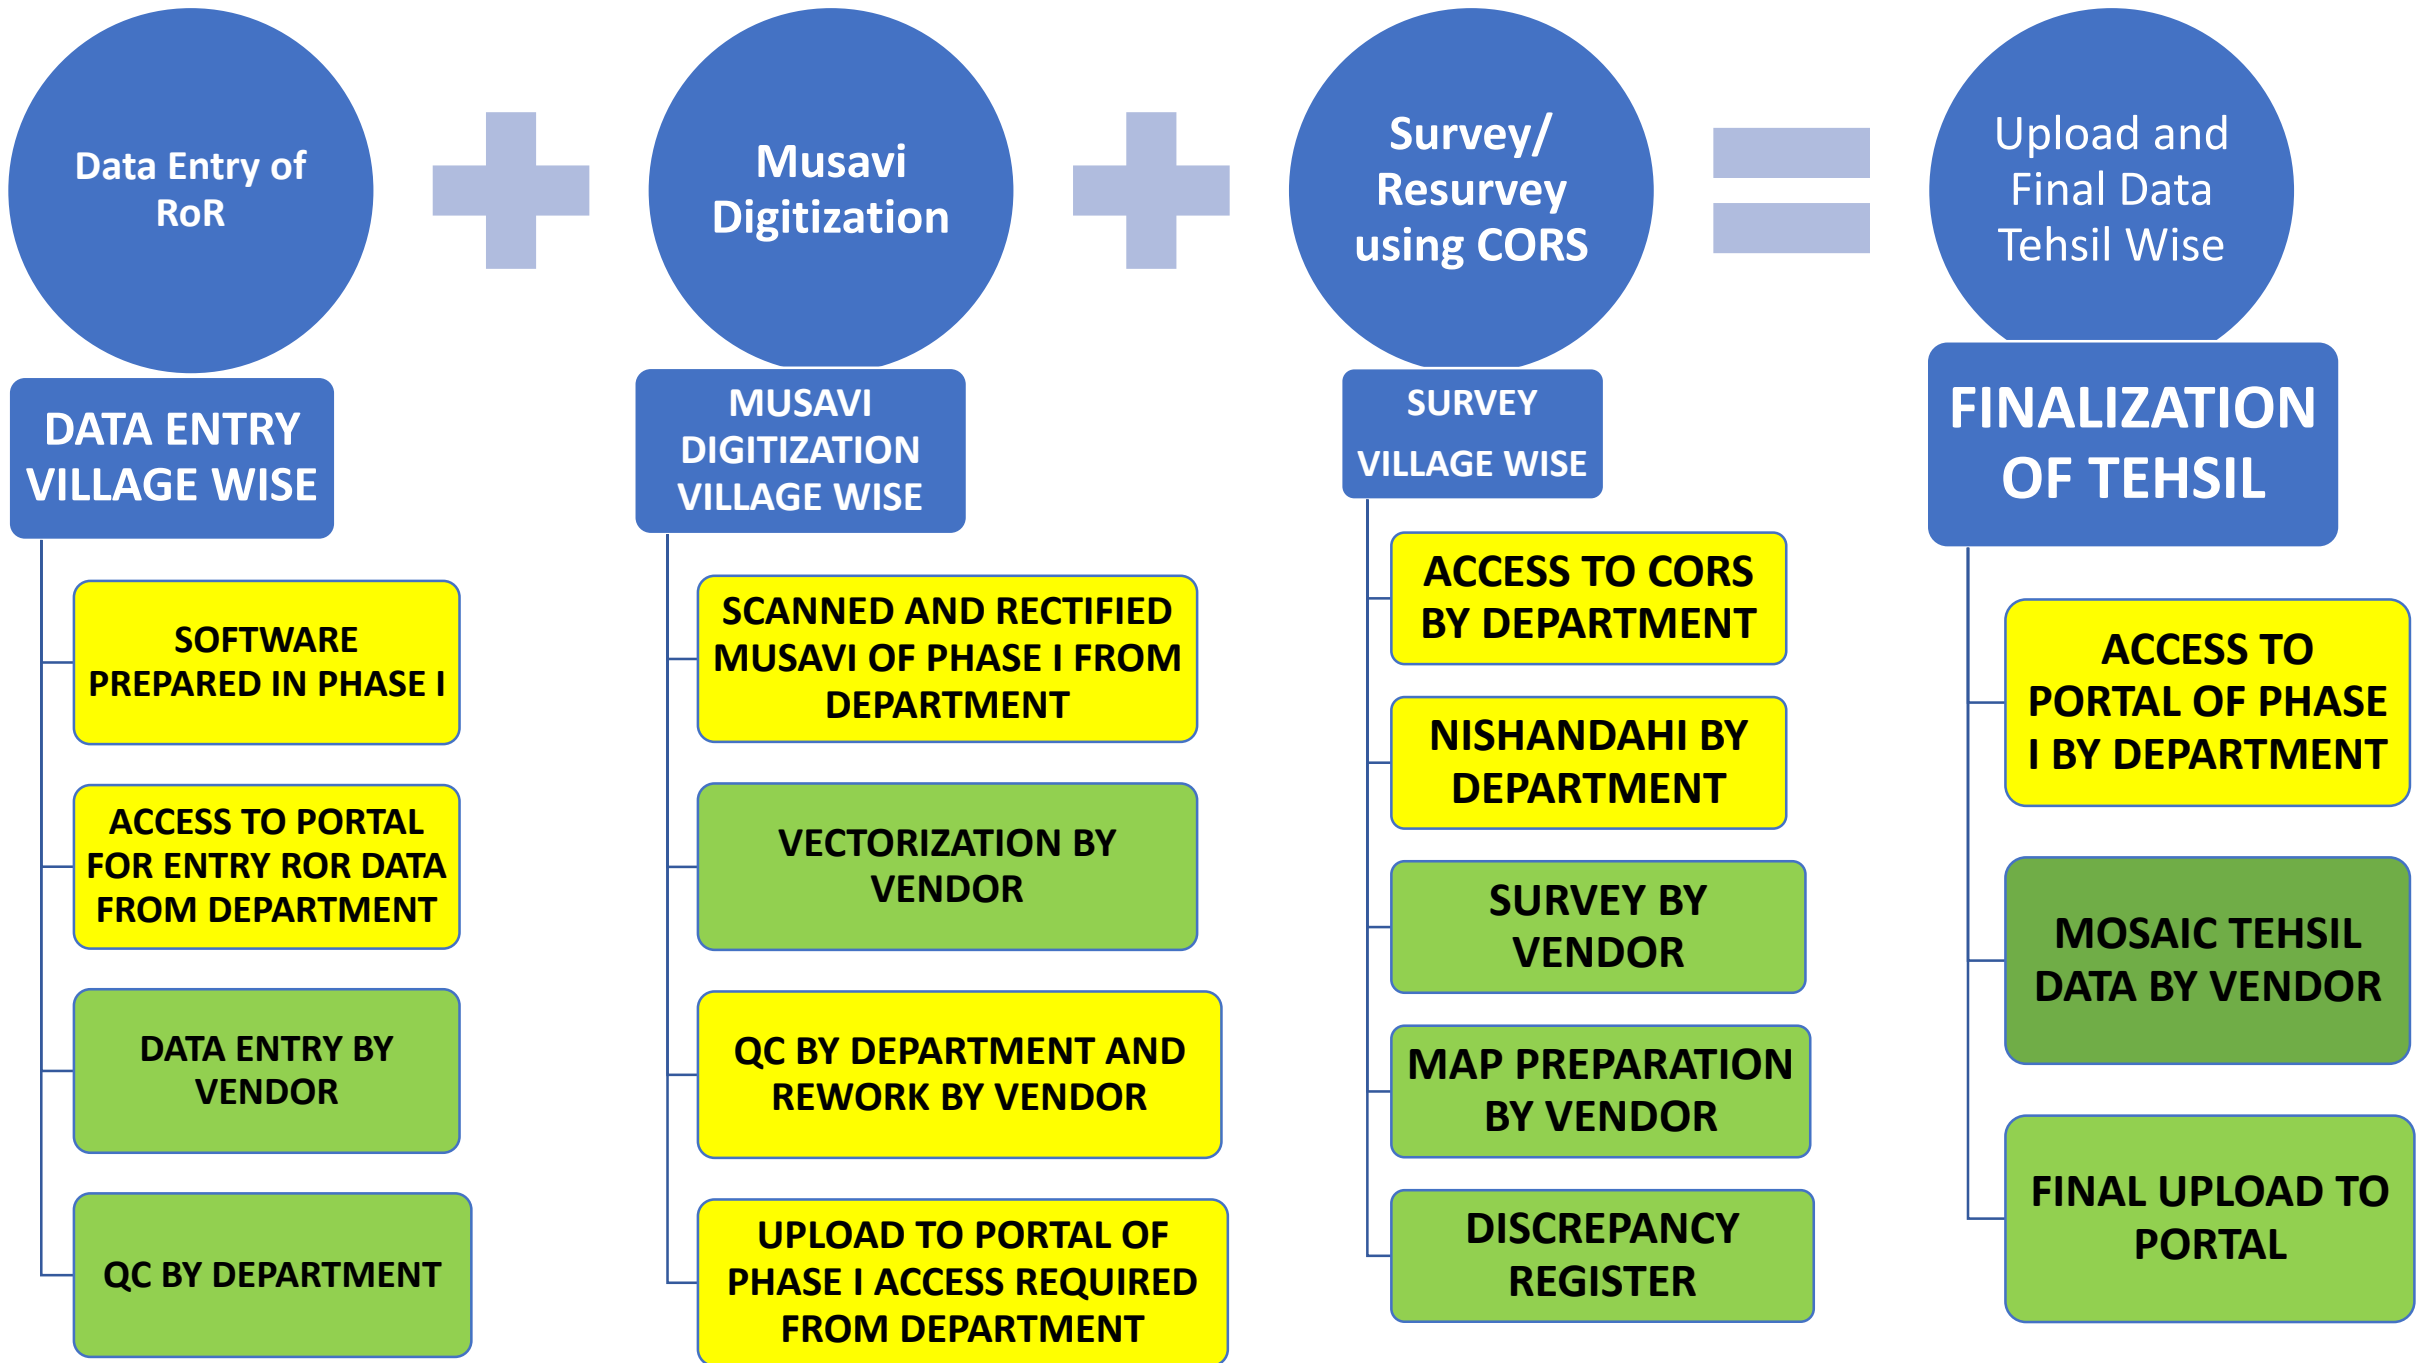 Data Entry of
RoR
Musavi
Digitization
Survey/
Resurvey
using CORS
Upload and
Final Data
Tehsil Wise
DATA ENTRY
VILLAGE WISE
SOFTWARE
PREPARED IN PHASE I
ACCESS TO PORTAL
FOR ENTRY ROR DATA
FROM DEPARTMENT
DATA ENTRY BY
VENDOR
QC BY DEPARTMENT
MUSAVI
DIGITIZATION
VILLAGE WISE
SCANNED AND RECTIFIED
MUSAVI OF PHASE I FROM
DEPARTMENT
VECTORIZATION BY
VENDOR
QC BY DEPARTMENT AND
REWORK BY VENDOR
UPLOAD TO PORTAL OF
PHASE I ACCESS REQUIRED
FROM DEPARTMENT
SURVEY
VILLAGE WISE
ACCESS TO CORS
BY DEPARTMENT
NISHANDAHI BY
DEPARTMENT
SURVEY BY
VENDOR
MAP PREPARATION
BY VENDOR
DISCREPANCY
REGISTER
FINALIZATION
OF TEHSIL
ACCESS TO
PORTAL OF PHASE
I BY DEPARTMENT
MOSAIC TEHSIL
DATA BY VENDOR
FINAL UPLOAD TO
PORTAL